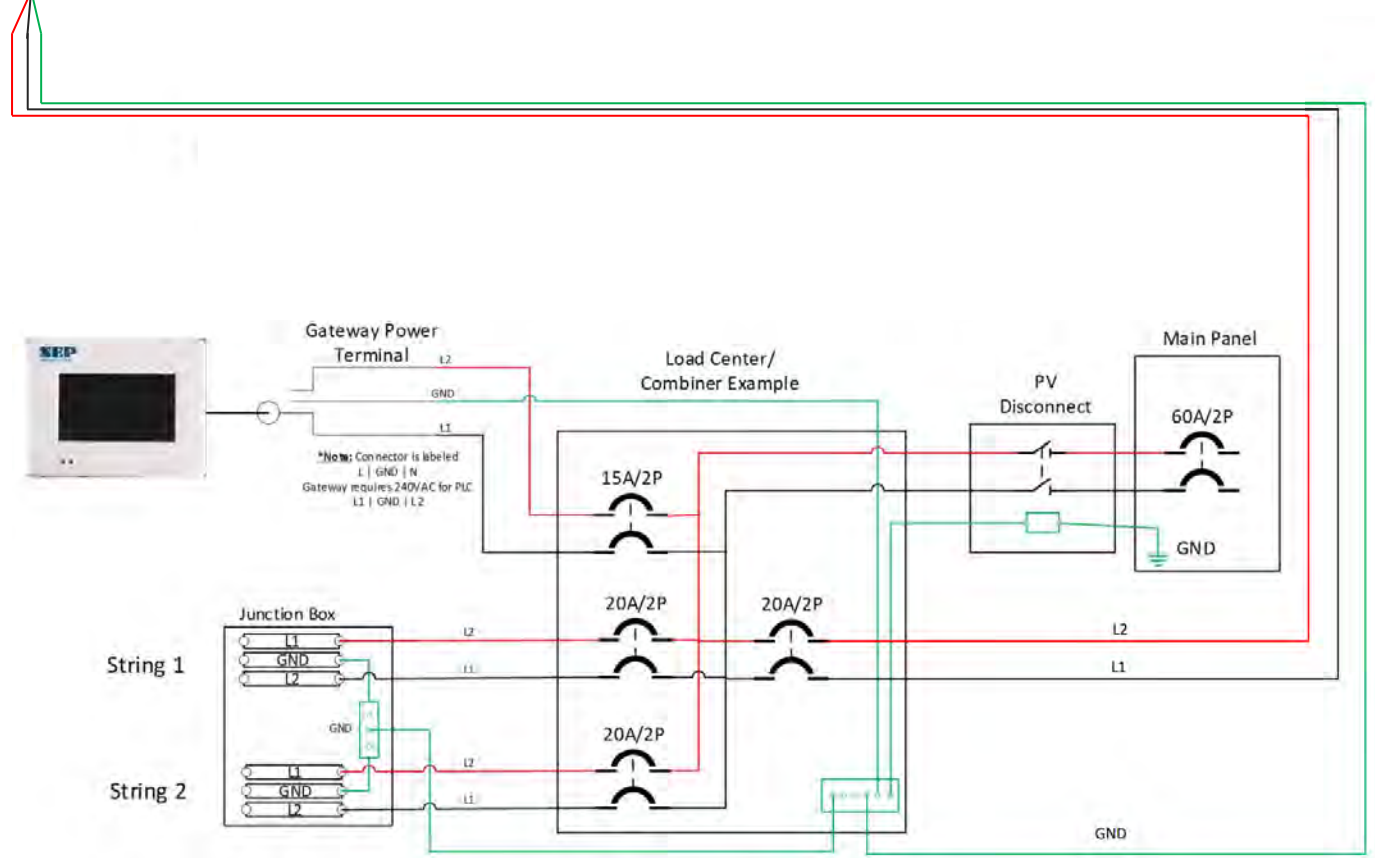 NEP
Gateway Power
Terminal
L2
GND
L1
*Note: Connector is labeled
L | GND | N
Gateway requires 240VAC for PLC
L1 | GND | L2
Load Center/
Combiner Example
15A/2P
20A/2P
20A/2P
20A/2P
PV
Disconnect
Main Panel
60A/2P
GND
Junction Box
String 1
L1
GND
L2
L2
L1
GND
String 2
L1
GND
L2
L2
L1
L2
L1
GND